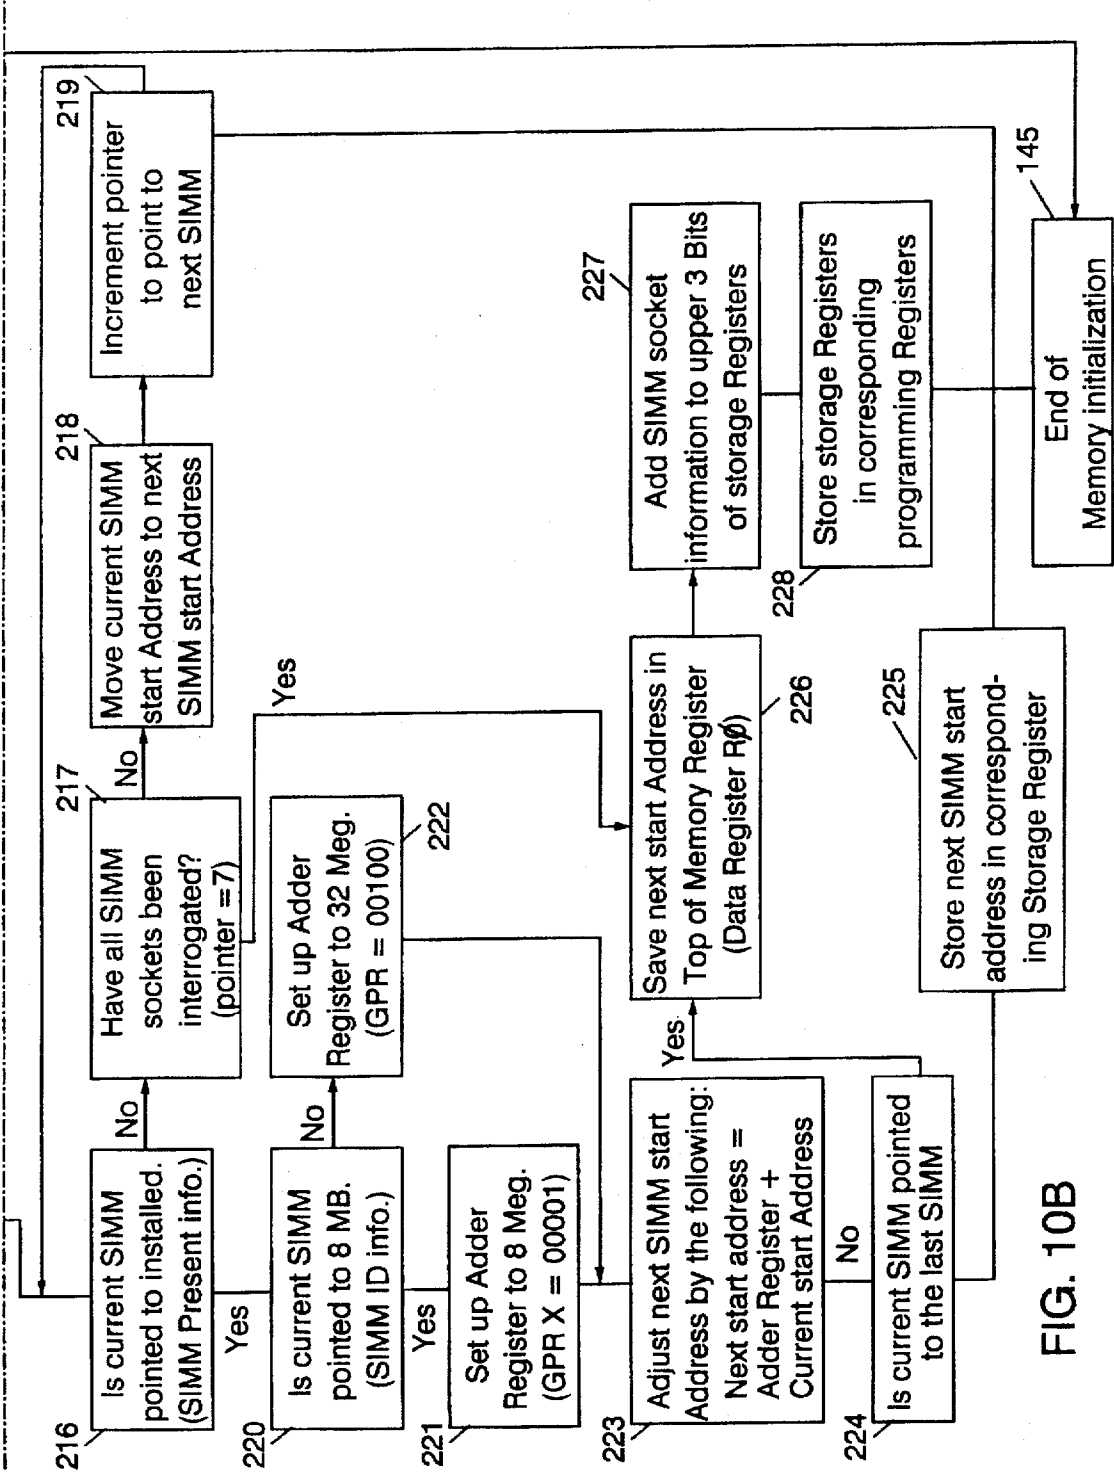 216
Is current SIMM
pointed to installed.
(SIMM Present info.)
No
Yes
217
Have all SIMM
sockets been
interrogated?
(pointer =7)
No
Yes
218
Move current SIMM
start Address to next
SIMM start Address
219
Increment pointer
to point to
next SIMM
220
Is current SIMM
pointed to 8 MB.
(SIMM ID info.)
No
Yes
222
Set up Adder
Register to 32 Meg.
(GPR = 00100)
221
Set up Adder
Register to 8 Meg.
(GPR X = 00001)
223
Adjust next SIMM start
Address by the following:
Next start address =
Adder Register +
Current start Address
No
Yes
224
Is current SIMM pointed
to the last SIMM
226
Save next start Address in
Top of Memory Register
(Data Register RØ)
227
Add SIMM socket
information to upper 3 Bits
of storage Registers
228
Store storage Registers
in corresponding
programming Registers
225
Store next SIMM start
address in correspond-
ing Storage Register
145
End of
Memory initialization
FIG. 10B